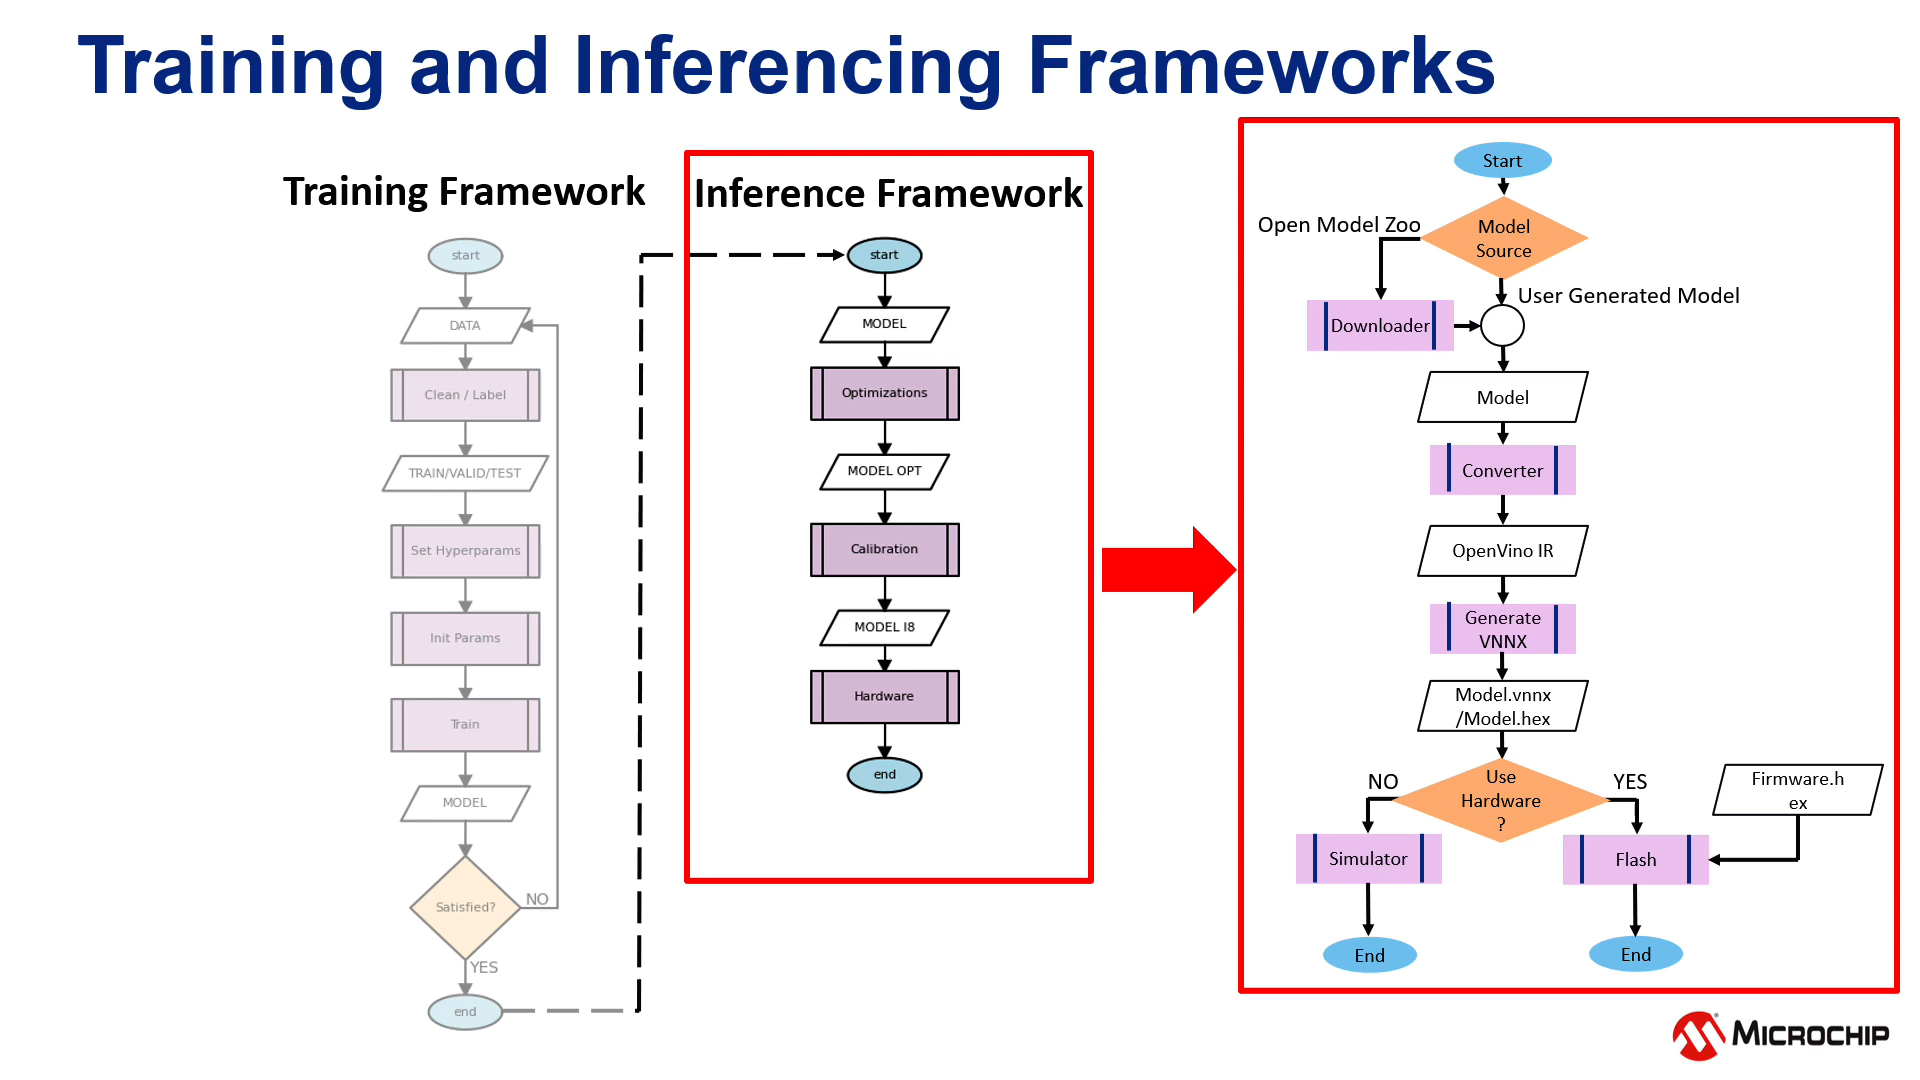 Training and Inferencing Frameworks
Training Framework
start
DATA
Clean / Label
TRAIN/VALID/TEST
Set Hyperparams
Init Params
Train
MODEL
Satisfied?
NO
YES
end
Inference Framework
start
MODEL
Optimizations
MODEL OPT
Calibration
MODEL I8
Hardware
end
Start
Model
Source
Open Model Zoo
User Generated Model
Downloader
Model
Converter
OpenVino IR
Generate
VNNX
Model.vnnx
/Model.hex
Use
Hardware
?
NO
YES
Firmware.h
ex
Simulator
Flash
End
End
MICROCHIP